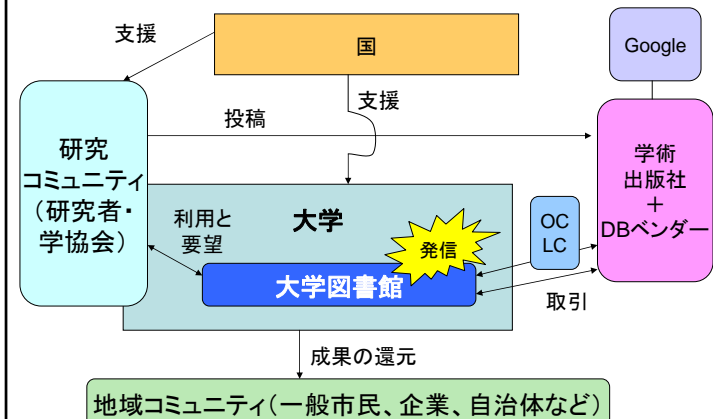 支援
国
Google
支援
投稿
研究
コミュニティ
(研究者・
学協会)
学術
出版社
＋
DBベンダー
利用と
要望
大学
発信
OC
LC
大学図書館
取引
成果の還元
地域コミュニティ(一般市民、企業、自治体など)